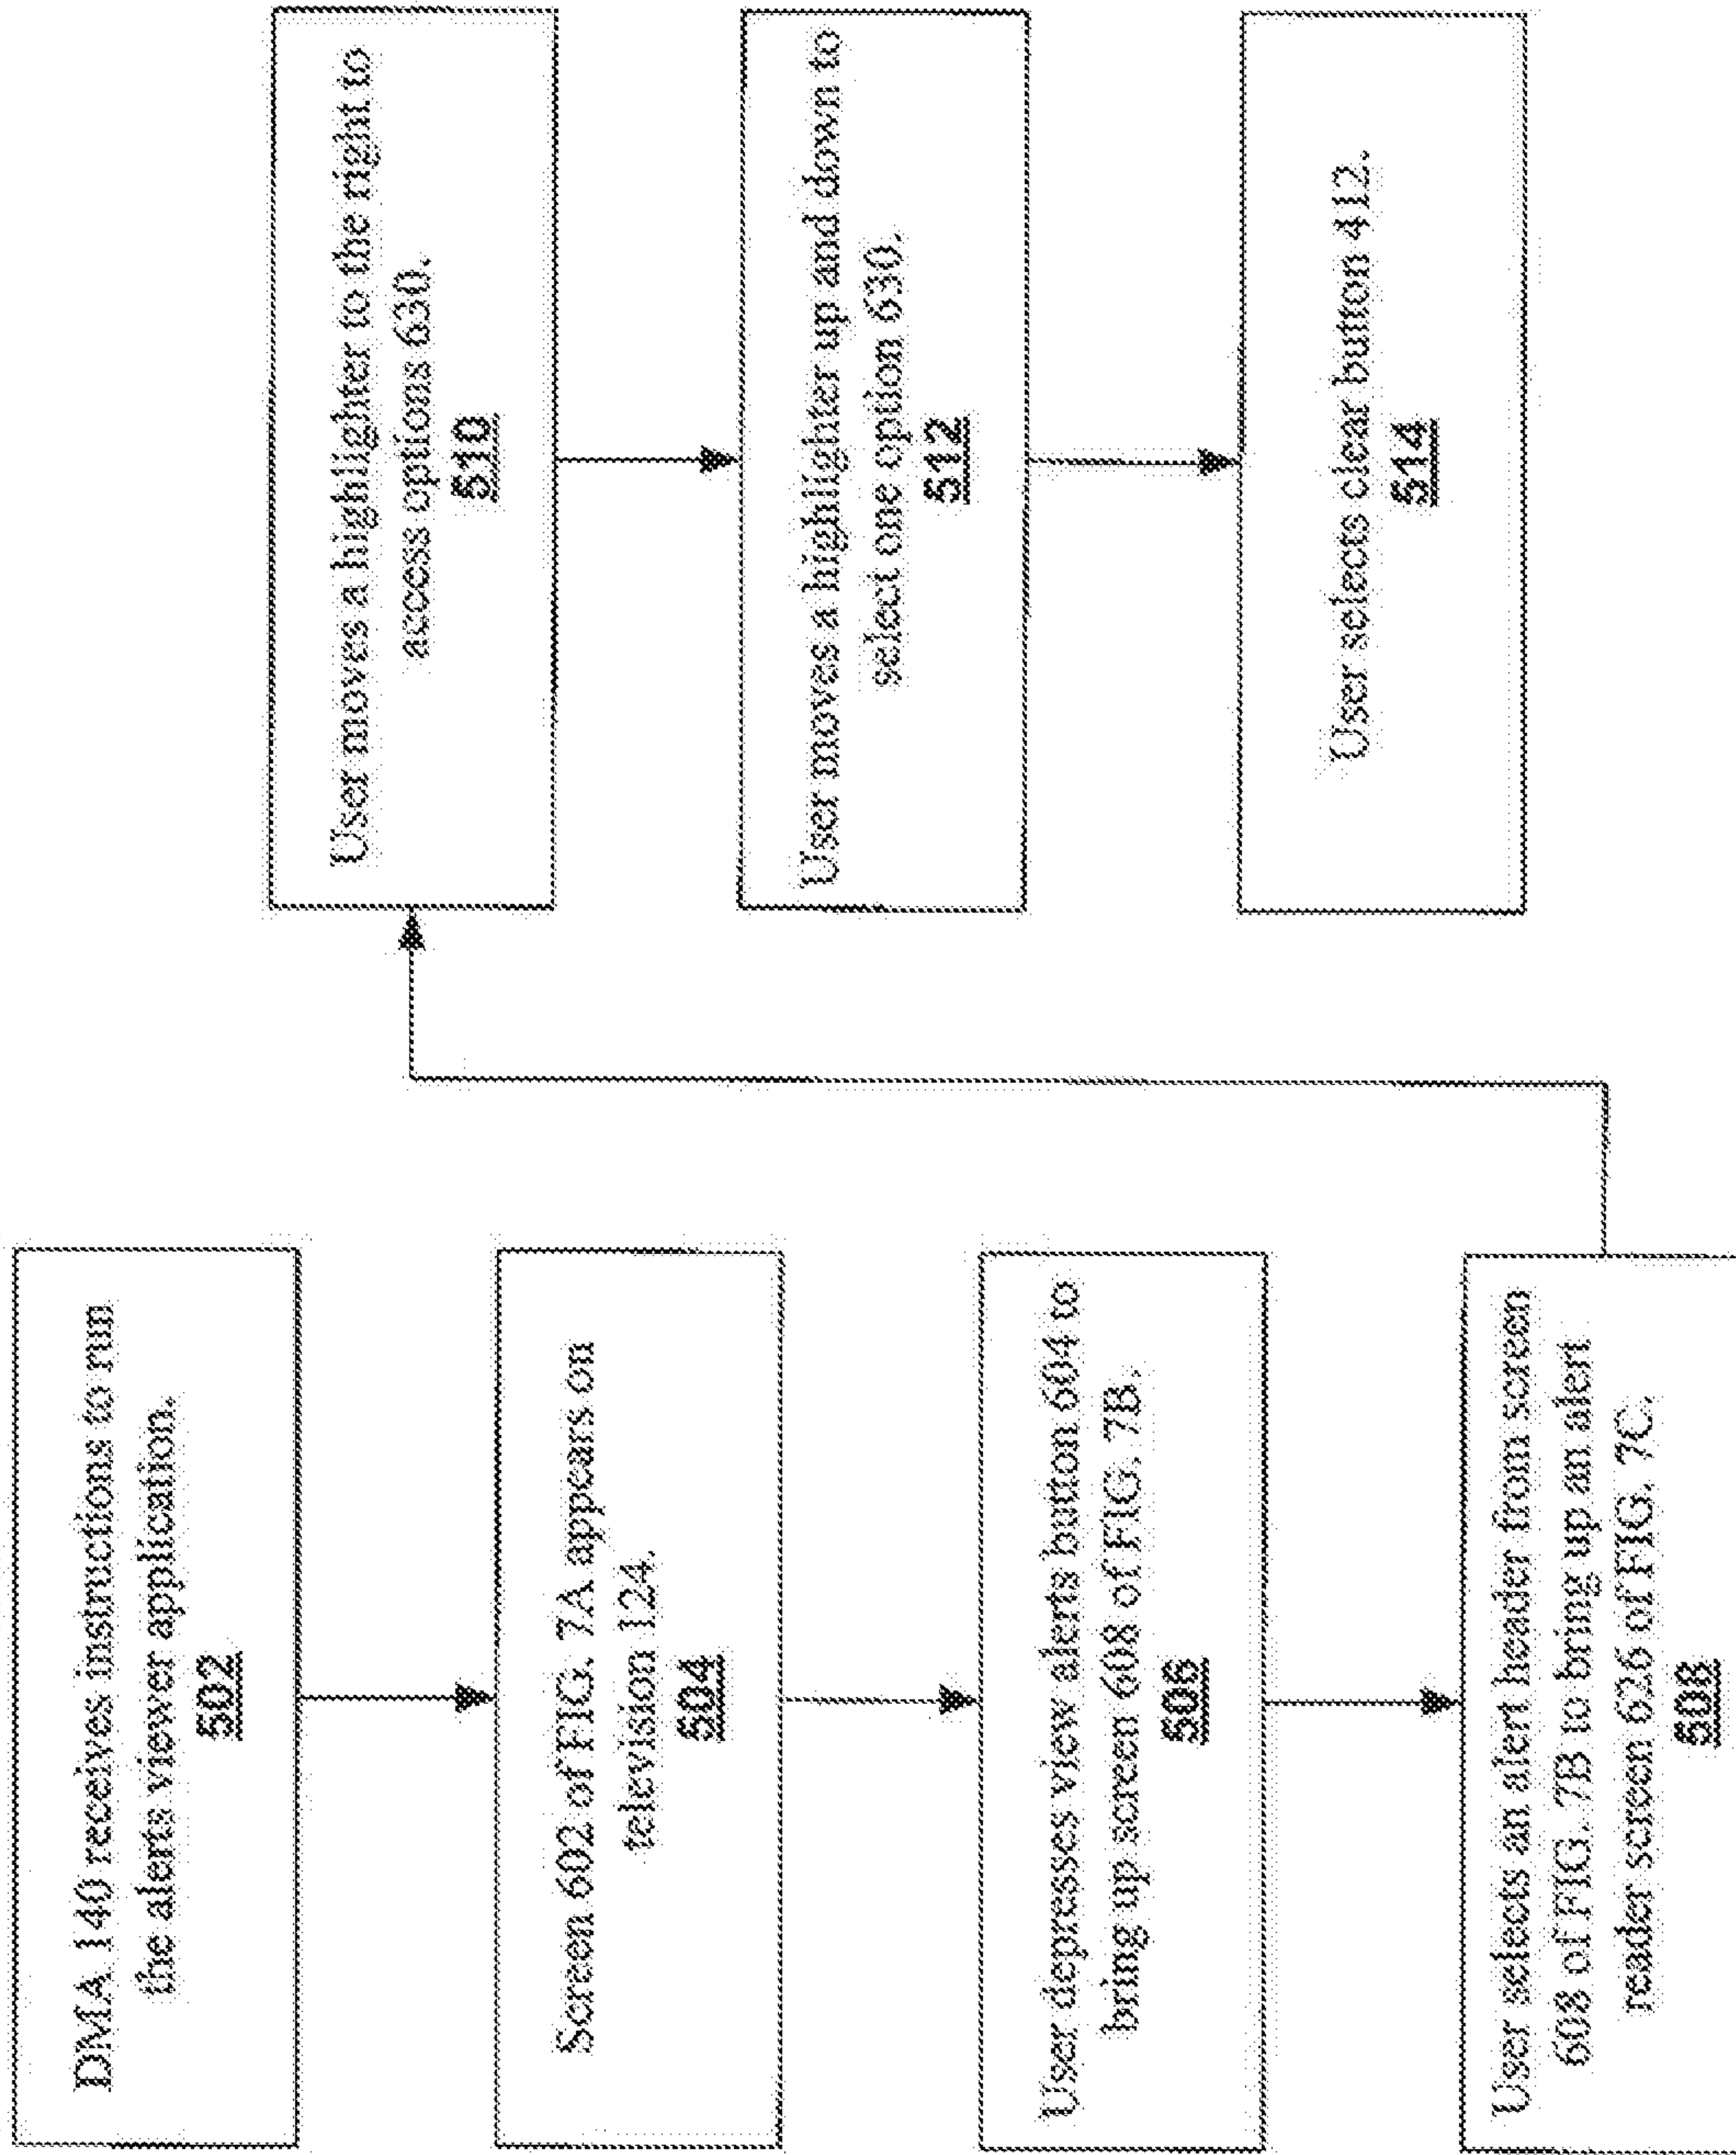 DMA 140 receives instructions to run
the alerts viewer application.
502
Screen 602 of FIG. 7A appears on
television 124.
504
User depresses view alerts button 604 to
bring up screen 608 of FIG. 7B.
506
User selects an alert header from screen
608 of FIG. 7B to bring up an alert
reader screen 626 of FIG. 7C.
508
User moves a highlighter to the right to
access options 630.
510
User moves a highlighter up and down to
select one option 630.
512
User selects clear button 412.
514